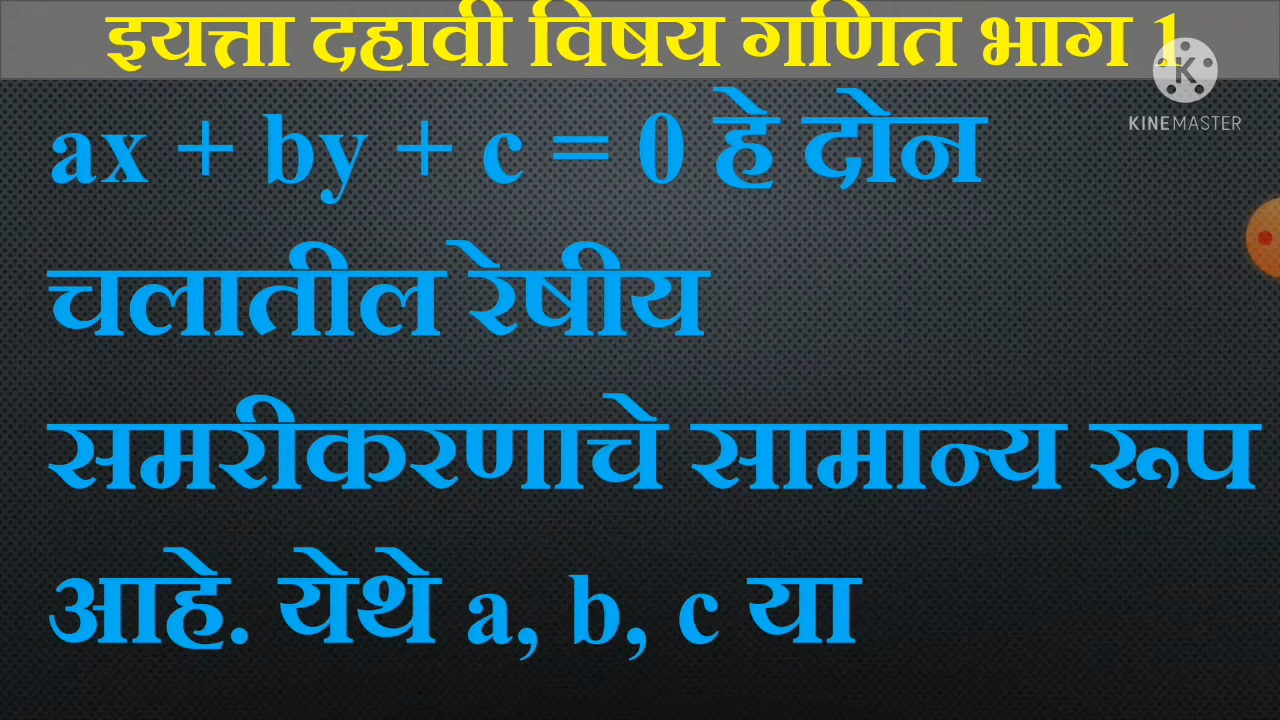 इयत्ता दहावी विषय गणित भाग 1
K
KINEMASTER
ax + by + c = 0 हे दोन
चलातील रेषीय
समरीकरणाचे सामान्य रूप
आहे. येथे a, b, c या